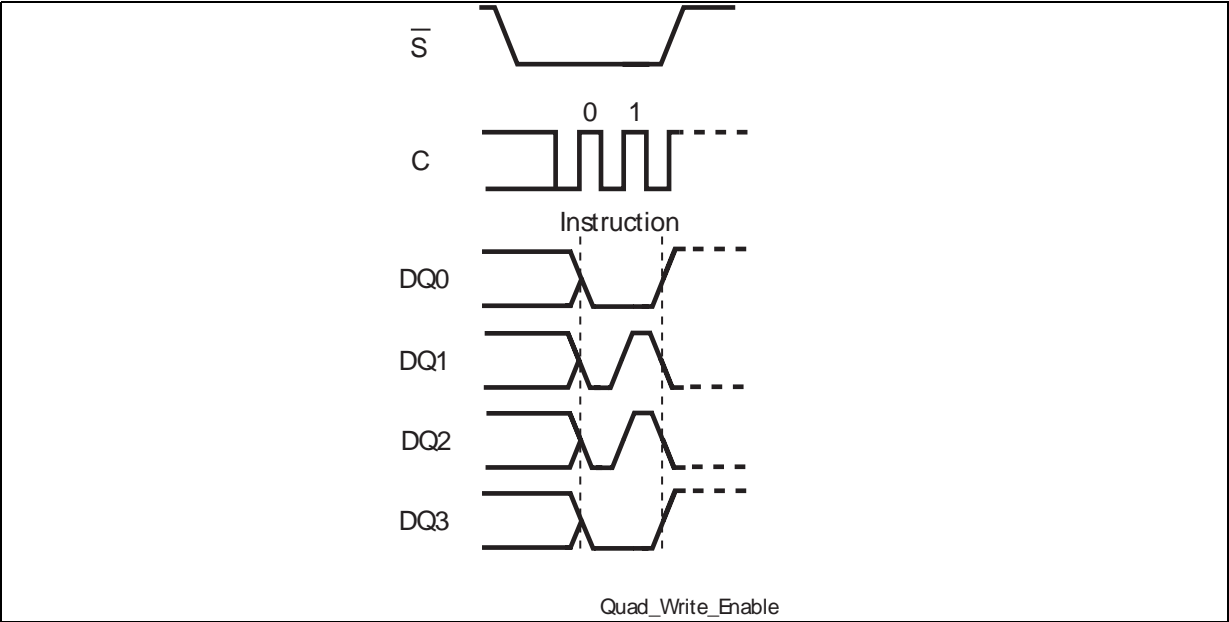 S̅
0 1
C
Instruction
DQ0
DQ1
DQ2
DQ3
Quad_Write_Enable